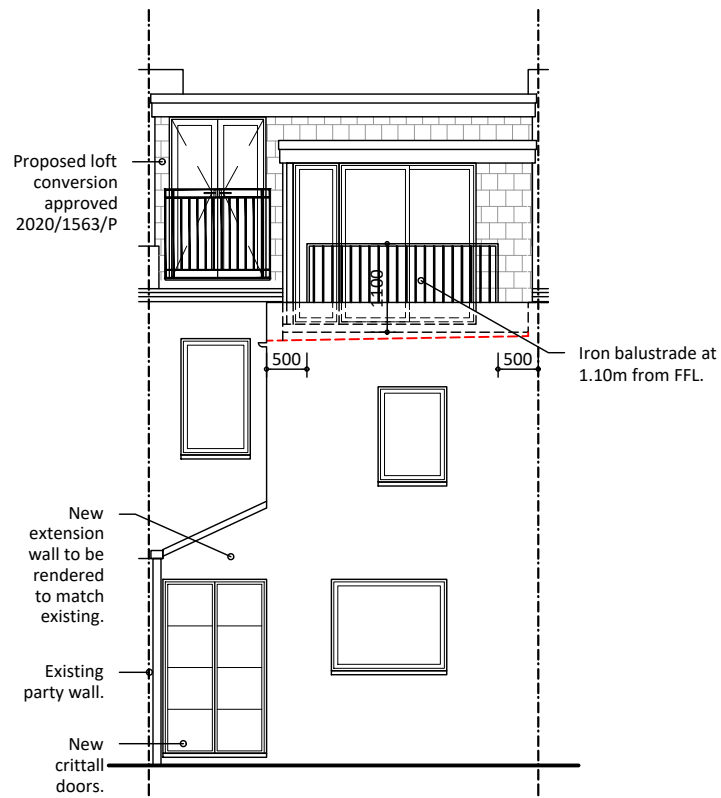 Proposed loft
conversion
approved
2020/1563/P
1100
500
500
Iron balustrade at
1.10m from FFL.
New
extension
wall to be
rendered
to match
existing.
Existing
party wall.
New
crittall
doors.